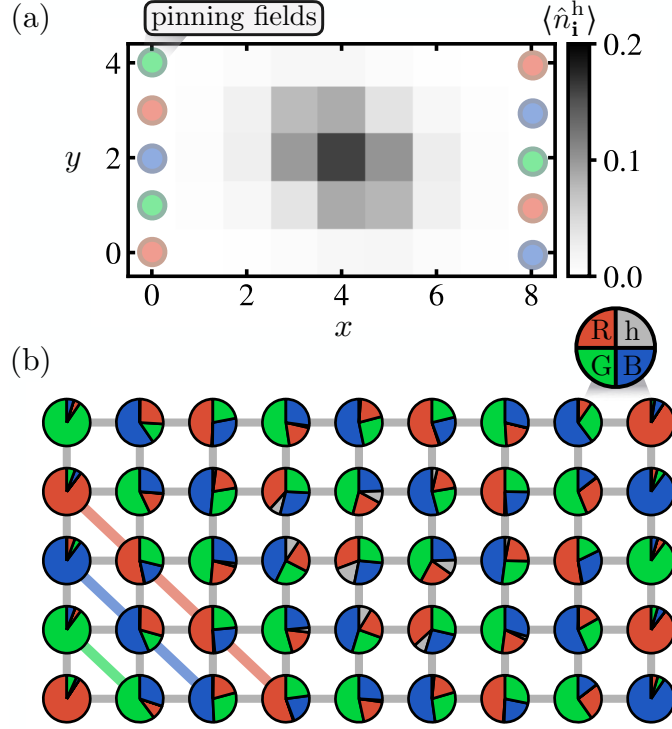 (a)
pinning fields
⟨n̂ᵢʰ⟩
4
2
0
y
0 2 4 6 8
x
0.2
0.1
0.0
(b)
R h
G B